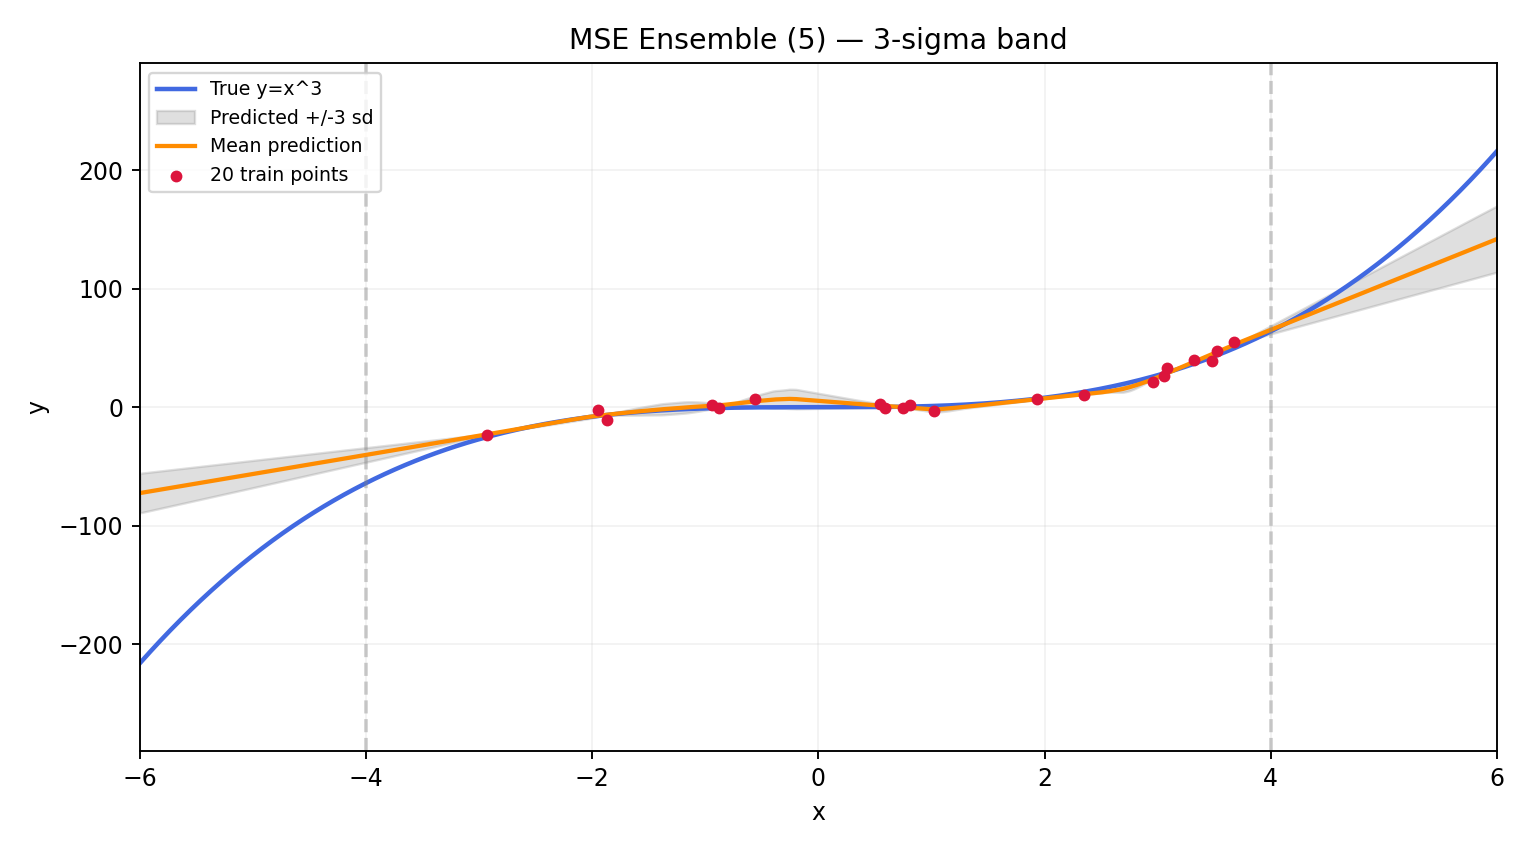 MSE Ensemble (5) — 3-sigma band
True y=x^3
Predicted +/-3 sd
Mean prediction
20 train points
200
100
0
−100
−200
y
−6 −4 −2 0 2 4 6
x